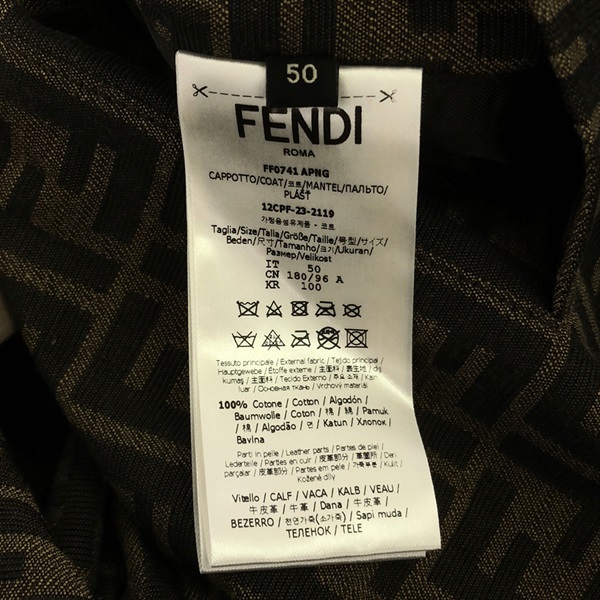 50
FENDI
ROMA
FF0741 APNG
CAPPOTTO/COAT/코트/MANTEL/ПАЛЬТО/
PLÁŠŤ
12CPF-23-2119
가정용섬유제품 - 코트
Taglia/Size/Talla/Größe/Taille/号型/サイズ/
Beden/尺寸/Tamanho/크기/Ukuran/
Размер/Velikost
IT 50
CN 180/96 A
KR 100
Tessuto principale / External fabric / Tejido principal /
Hauptgewebe / Étoffe externe / 主面料 / 表生地 / dış
kumaş / 主面料 / Tecido Externo / 주요 소재 / Kain
luar / Основная ткань / Vrchový materiál
100% Cotone / Cotton / Algodón /
Baumwolle / Coton / 棉 / 綿 / Pamuk
/ 棉 / Algodão / 면 / Katun / Хлопок /
Bavlna
Parti in pelle / Leather parts / Partes de piel /
Lederteile / Parties en cuir / 皮革部分 / 革箇所 / Deri
parçalar / 皮革部分 / Partes em pele / 가죽부분 / Kulit /
Kožené díly
Vitello / CALF / VACA / KALB / VEAU /
牛皮革 / 牛革 / Dana / 牛皮革 /
BEZERRO / 천연가죽(소가죽) / Sapi muda /
ТЕЛЕНОК / TELE